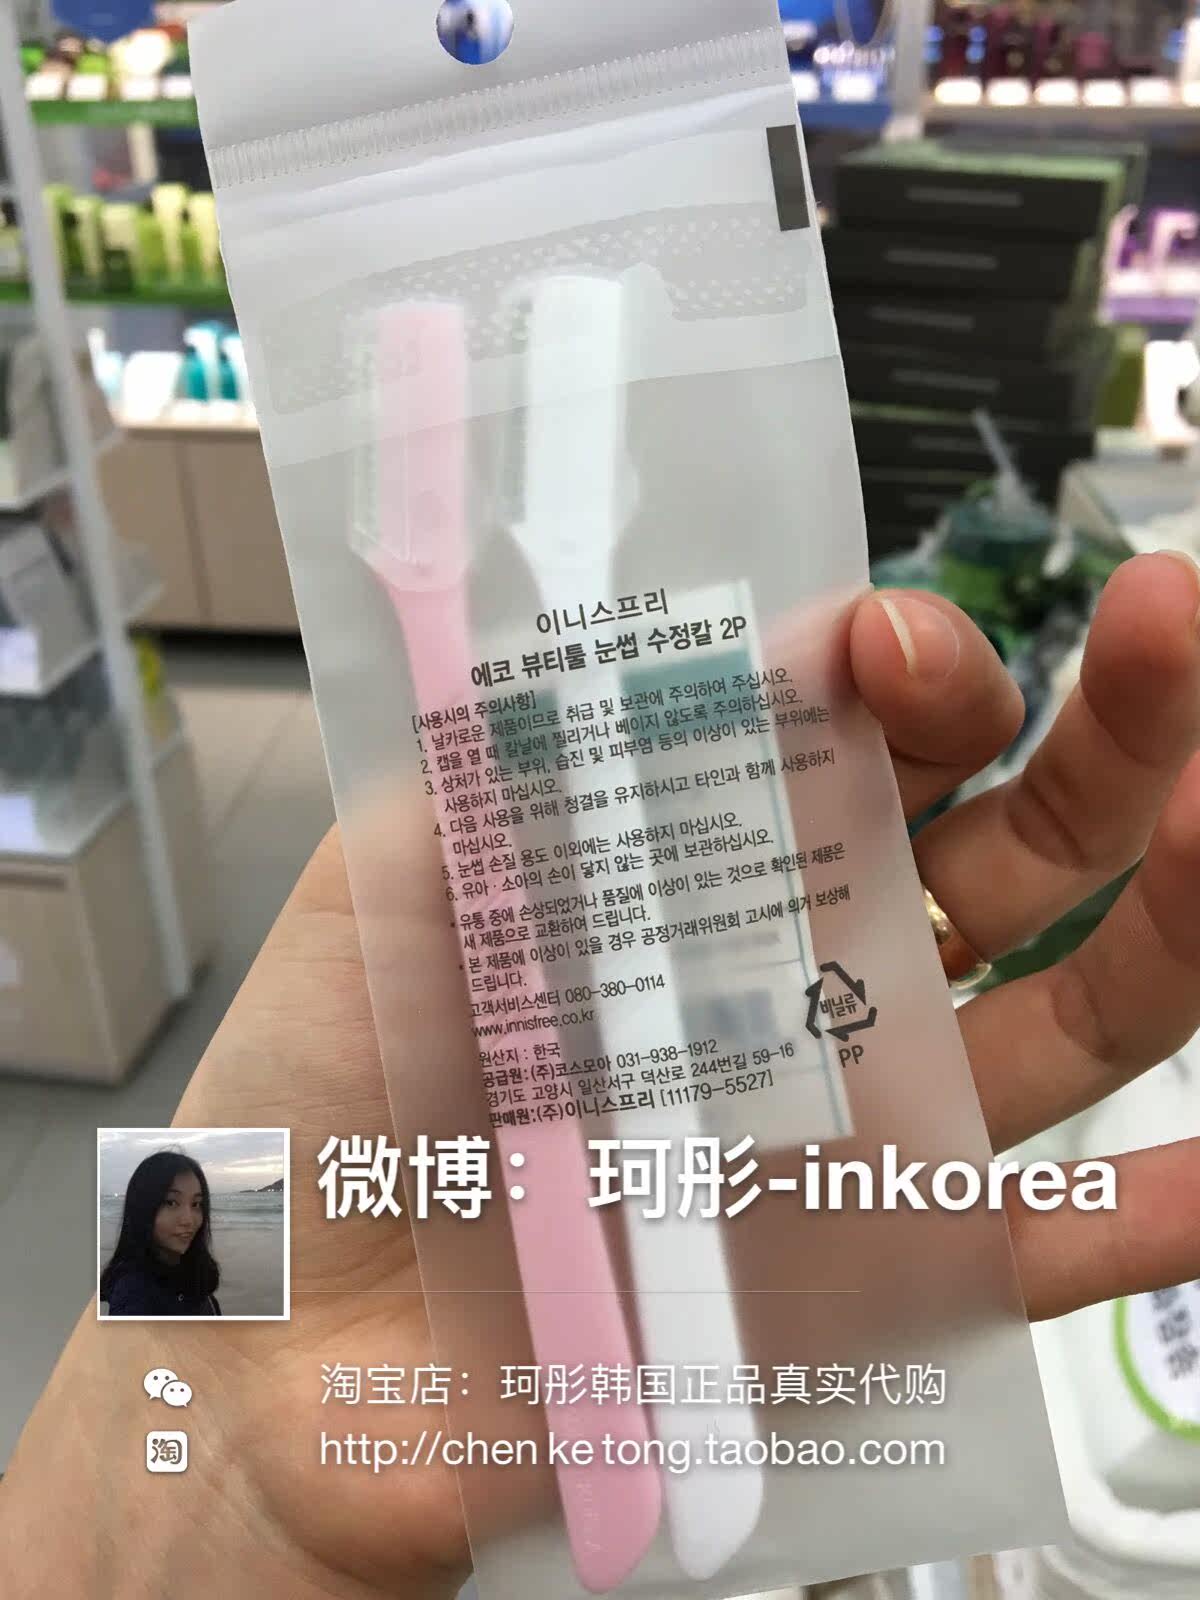 이니스프리
에코 뷰티툴 눈썹 수정칼 2P
[사용시의 주의사항]
1. 날카로운 제품이므로 취급 및 보관에 주의하여 주십시오.
2. 캡을 열 때 칼날에 찔리거나 베이지 않도록 주의하십시오.
3. 상처가 있는 부위, 습진 및 피부염 등의 이상이 있는 부위에는
사용하지 마십시오.
4. 다음 사용을 위해 청결을 유지하시고 타인과 함께 사용하지
마십시오.
5. 눈썹 손질 용도 이외에는 사용하지 마십시오.
6. 유아·소아의 손이 닿지 않는 곳에 보관하십시오.
• 유통 중에 손상되었거나 품질에 이상이 있는 것으로 확인된 제품은
새 제품으로 교환하여 드립니다.
• 본 제품에 이상이 있을 경우 공정거래위원회 고시에 의거 보상해
드립니다.
고객서비스센터 080-380-0114
www.innisfree.co.kr
비닐류
PP
원산지 : 한국
공급원:(주)코스모아 031-938-1912
경기도 고양시 일산서구 덕산로 244번길 59-16
판매원:(주)이니스프리 [11179-5527]
微博：珂彤-inkorea
淘宝店：珂彤韩国正品真实代购
淘
http://chenketong.taobao.com